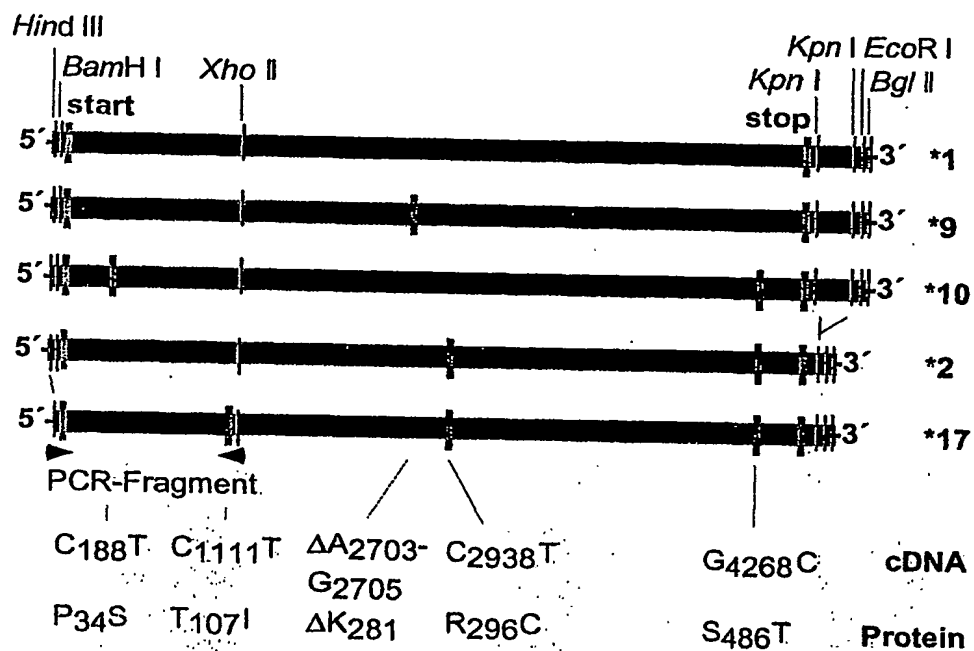 Hind III
Kpn I EcoR I
BamH I Xho II Kpn I Bgl II
start stop
5´ 3´ *1
5´ 3´ *9
5´ 3´ *10
5´ 3´ *2
5´ 3´ *17
PCR-Fragment
C188T C1111T ΔA2703- C2938T G4268C cDNA
G2705
P34S T107I ΔK281 R296C S486T Protein